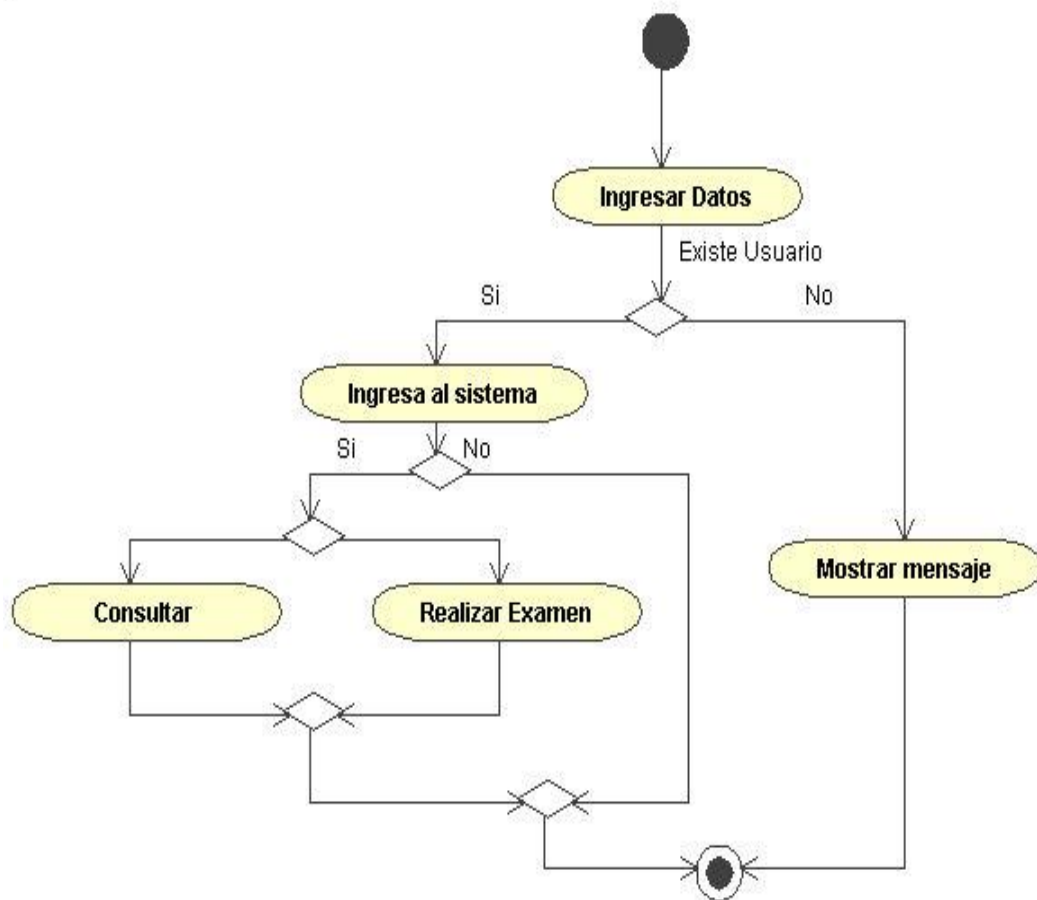 Ingresar Datos
Existe Usuario
Si
No
Ingresa al sistema
Si
No
Consultar
Realizar Examen
Mostrar mensaje